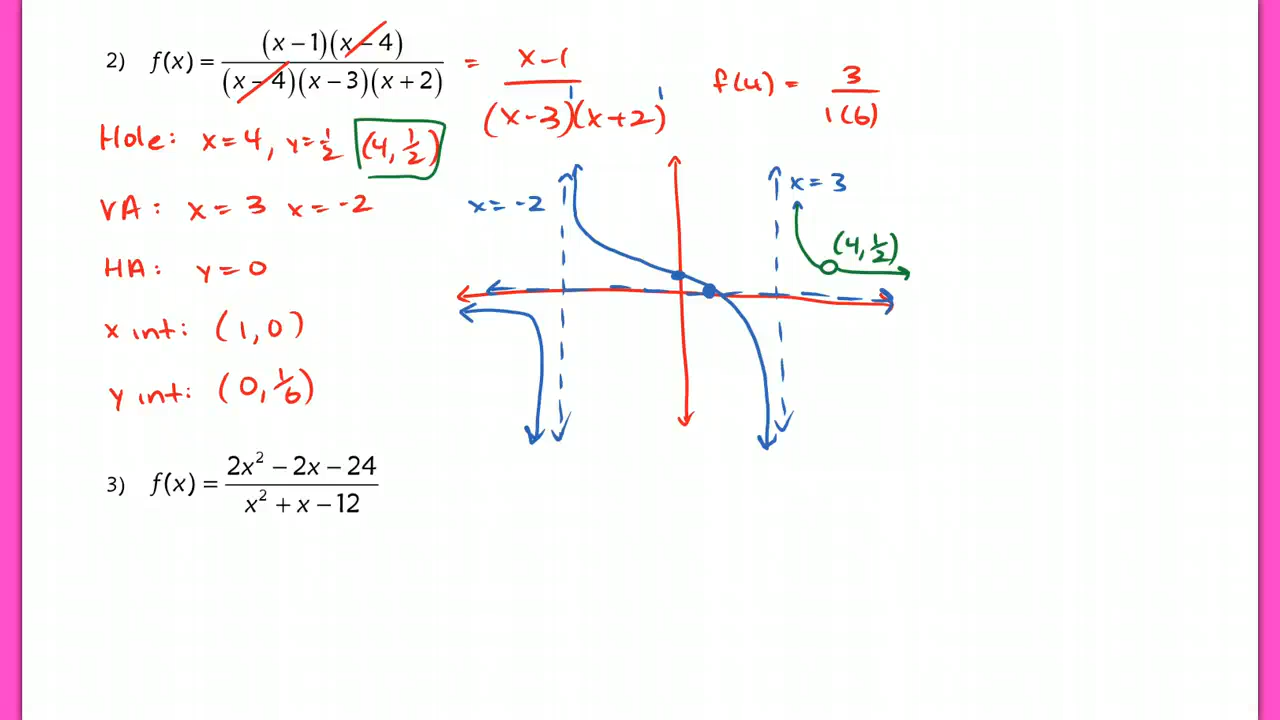 2) f(x) = (x − 1)(x − 4) / (x − 4)(x − 3)(x + 2) = x−1 / (x−3)¹(x+2)¹ f(4) = 3 / 1(6)
Hole: x = 4, y = 1/2 (4, 1/2)
VA: x = 3 x = −2
HA: y = 0
x int: (1, 0)
y int: (0, 1/6)
x = −2
x = 3
(4, 1/2)
3) f(x) = 2x² − 2x − 24 / x² + x − 12